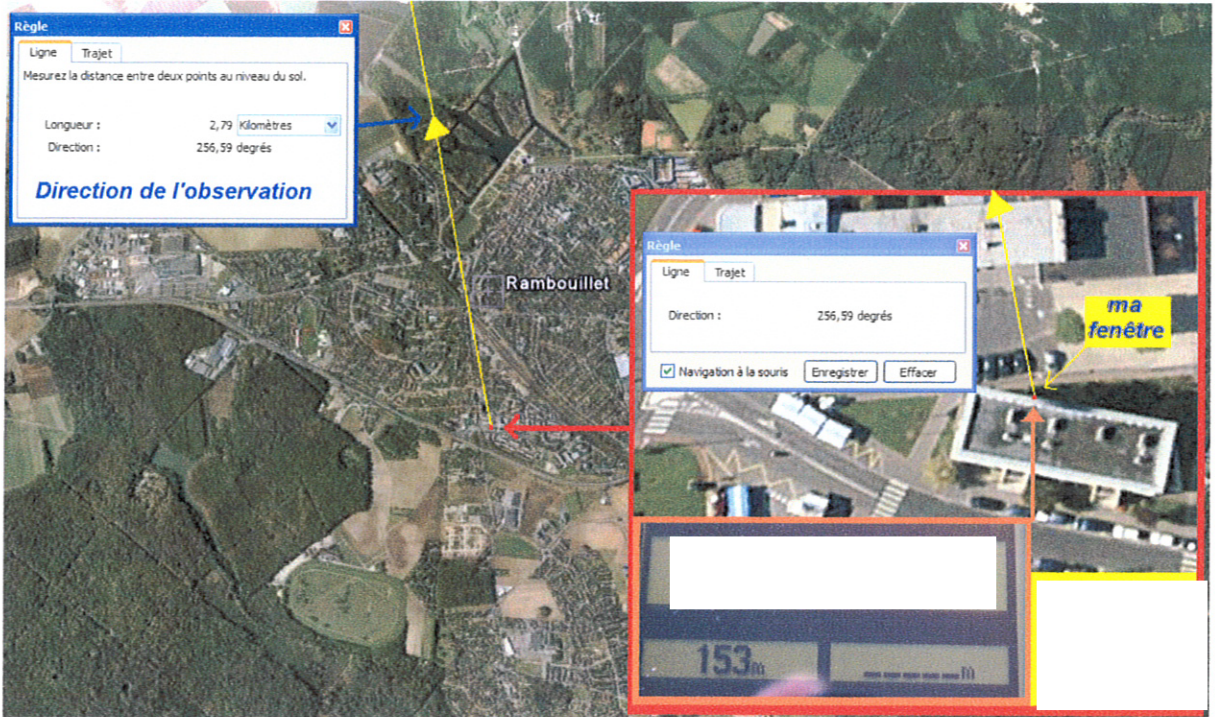 Règle
Ligne Trajet
Mesurez la distance entre deux points au niveau du sol.
Longueur : 2,79 Kilomètres
Direction : 256,59 degrés
Direction de l'observation
Rambouillet
Règle
Ligne Trajet
Direction : 256,59 degrés
Navigation à la souris Enregistrer Effacer
ma
fenêtre
153m -----m